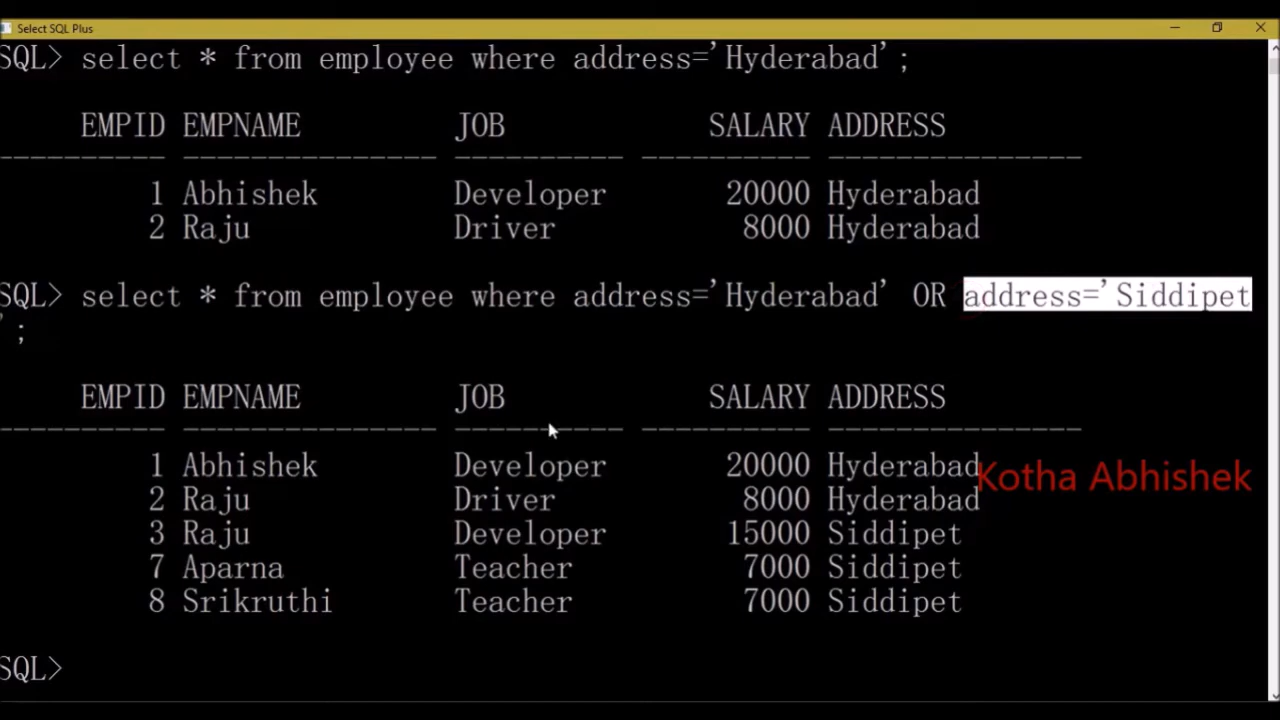 Select SQL Plus
SQL> select * from employee where address='Hyderabad';
EMPID EMPNAME JOB SALARY ADDRESS
---------- --------------- ---------- ---------- ---------------
1 Abhishek Developer 20000 Hyderabad
2 Raju Driver 8000 Hyderabad
SQL> select * from employee where address='Hyderabad' OR address='Siddipet
';
EMPID EMPNAME JOB SALARY ADDRESS
---------- --------------- ---------- ---------- ---------------
1 Abhishek Developer 20000 Hyderabad
Kotha Abhishek
2 Raju Driver 8000 Hyderabad
3 Raju Developer 15000 Siddipet
7 Aparna Teacher 7000 Siddipet
8 Srikruthi Teacher 7000 Siddipet
SQL>